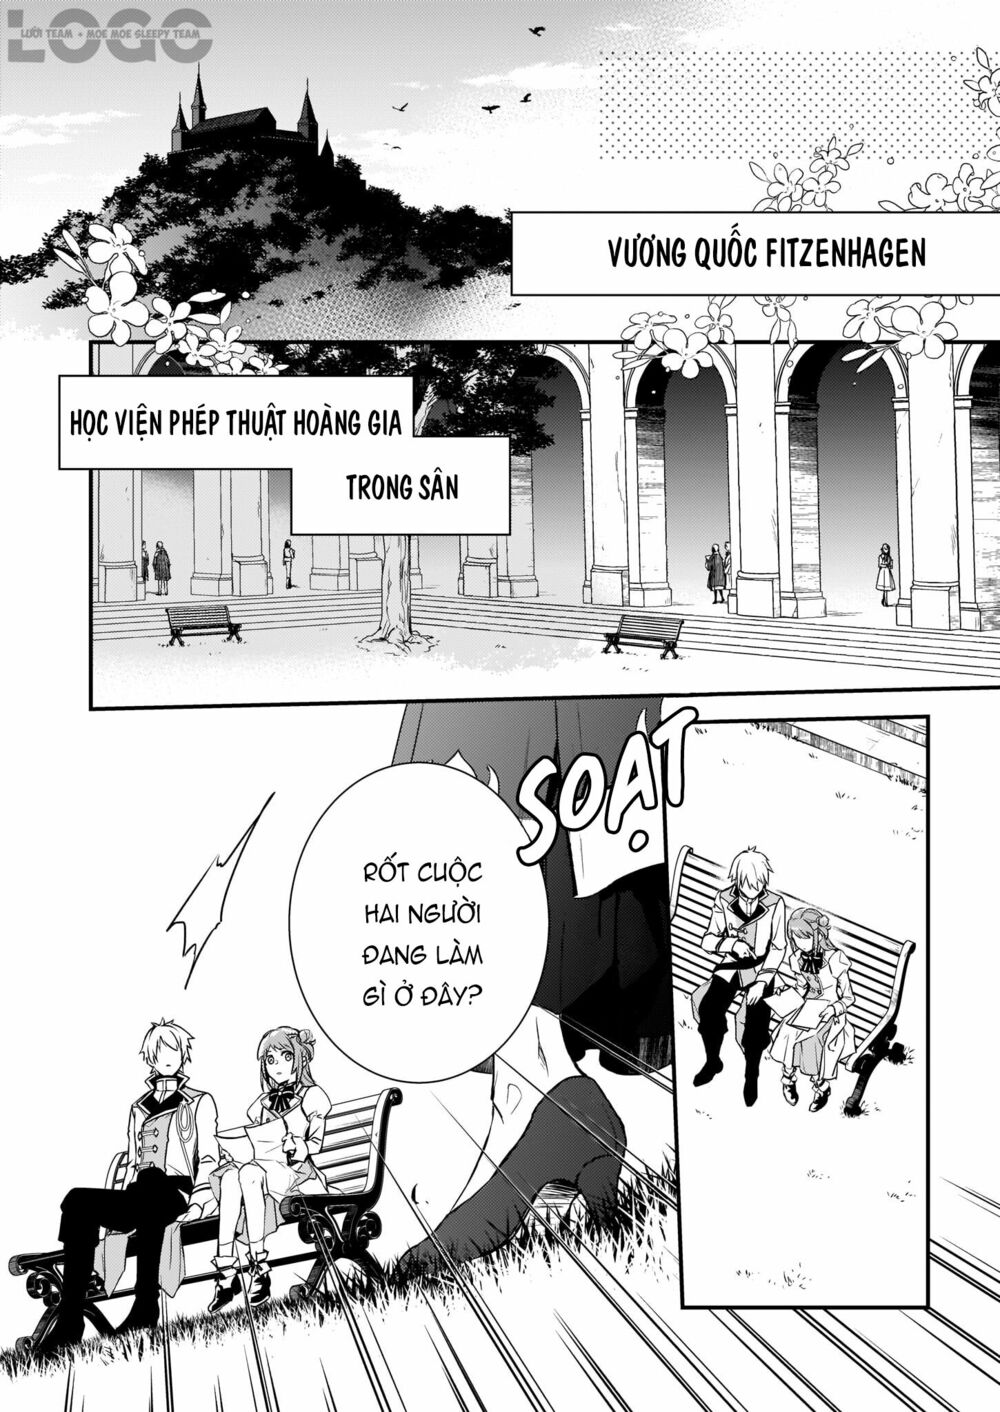 LOGO
LƯỜI TEAM + MOE MOE SLEEPY TEAM
VƯƠNG QUỐC FITZENHAGEN
HỌC VIỆN PHÉP THUẬT HOÀNG GIA
TRONG SÂN
SOẠT
RỐT CUỘC
HAI NGƯỜI
ĐANG LÀM
GÌ Ở ĐÂY?